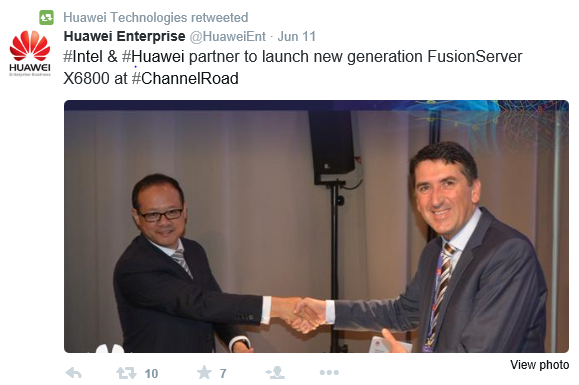 Huawei Technologies retweeted
Huawei Enterprise @HuaweiEnt · Jun 11
#Intel & #Huawei partner to launch new generation FusionServer
X6800 at #ChannelRoad
HUAWEI
View photo
10
7